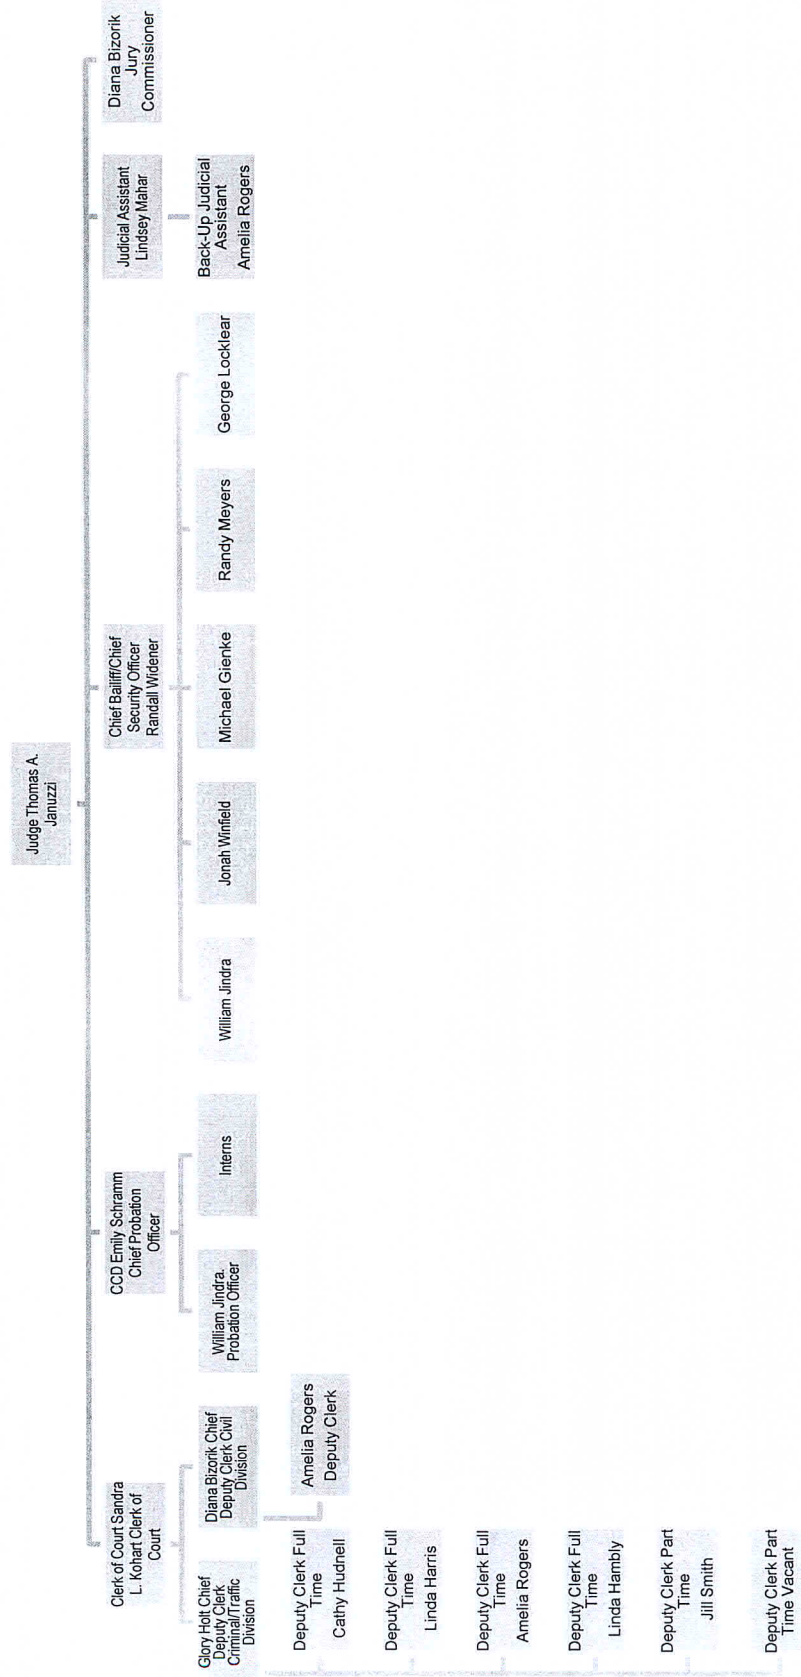 Judge Thomas A.
Januzzi
Clerk of Court Sandra
L. Kohart Clerk of
Court
CCD Emily Schramm
Chief Probation
Officer
Chief Bailiff/Chief
Security Officer
Randall Widener
Judicial Assistant
Lindsey Mahar
Diana Bizorik
Jury
Commissioner
Glory Holt Chief
Deputy Clerk
Criminal/Traffic
Division
Diana Bizorik Chief
Deputy Clerk Civil
Division
William Jindra.
Probation Officer
Interns
William Jindra
Jonah Winfield
Michael Gienke
Randy Meyers
George Locklear
Back-Up Judicial
Assistant
Amelia Rogers
Deputy Clerk Full
Time
Cathy Hudnell
Amelia Rogers
Deputy Clerk
Deputy Clerk Full
Time
Linda Harris
Deputy Clerk Full
Time
Amelia Rogers
Deputy Clerk Full
Time
Linda Hambly
Deputy Clerk Part
Time
Jill Smith
Deputy Clerk Part
Time Vacant